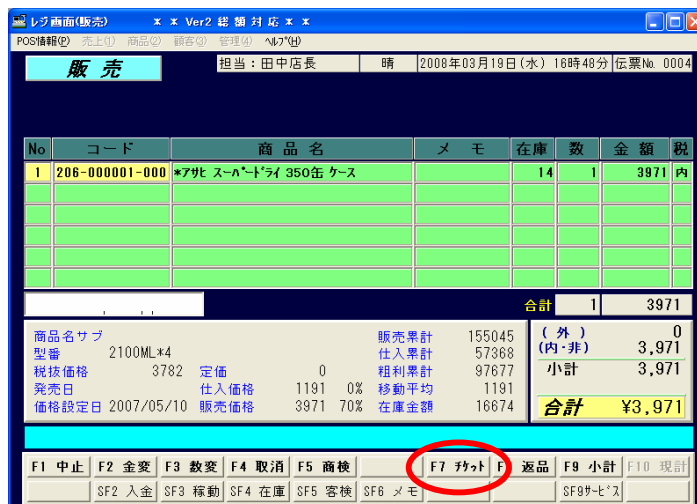 レジ画面(販売) ＊ ＊ Ver2 総 額 対 応 ＊ ＊
POS情報(P) 売上(1) 商品(2) 顧客(3) 管理(4) ﾍﾙﾌﾟ(H)
販 売 担当：田中店長 晴 2008年03月19日(水) 16時48分 伝票No. 0004
No コード 商 品 名 メ モ 在庫 数 金 額 税
1 206-000001-000 *ｱｻﾋ ｽｰﾊﾟｰﾄﾞﾗｲ 350缶 ｹｰｽ 14 1 3971 内
合計 1 3971
商品名サブ 販売累計 155045 (外) 0
型番 2100ML*4 仕入累計 57368 (内・非) 3,971
税抜価格 3782 定価 0 粗利累計 97677 小計 3,971
発売日 仕入価格 1191 0% 移動平均 1191
価格設定日 2007/05/10 販売価格 3971 70% 在庫金額 16674 合計 ¥3,971
F1 中止 F2 金変 F3 数変 F4 取消 F5 商検 F7 ﾁｹｯﾄ F 返品 F9 小計 F10 現計
SF2 入金 SF3 稼動 SF4 在庫 SF5 客検 SF6 メモ SF9ｻｰﾋﾞｽ